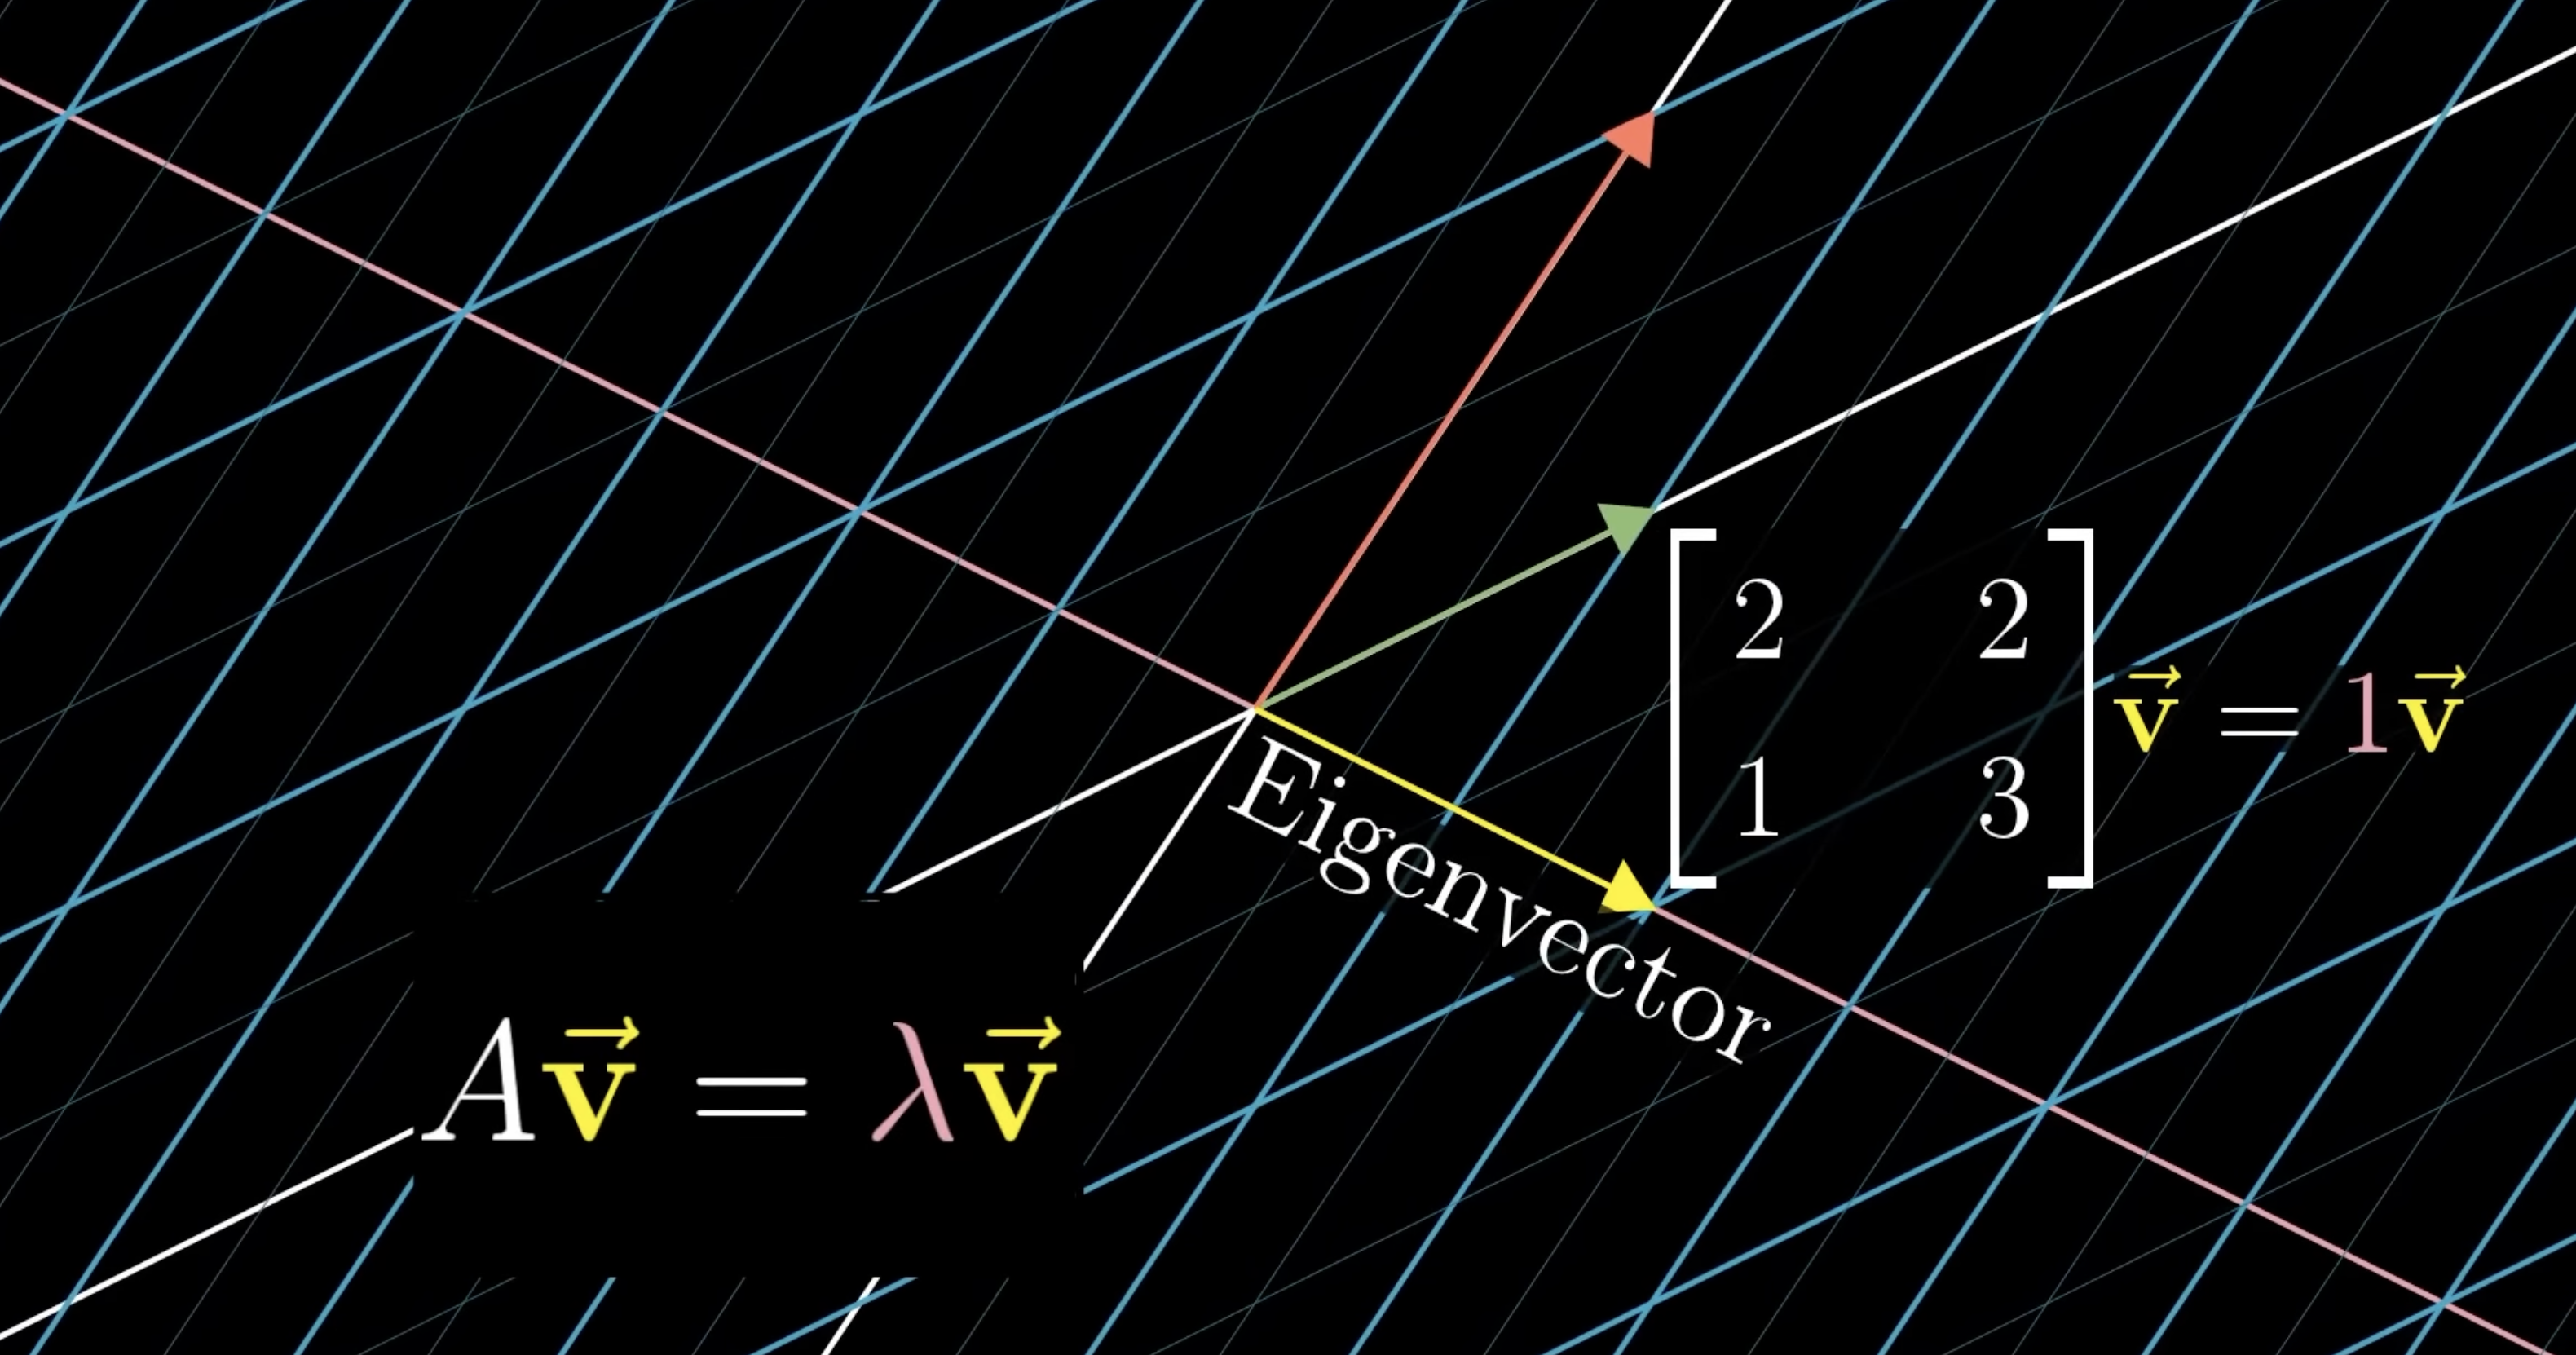 [2 2
1 3] v⃗ = 1v⃗
Eigenvector
Av⃗ = λv⃗